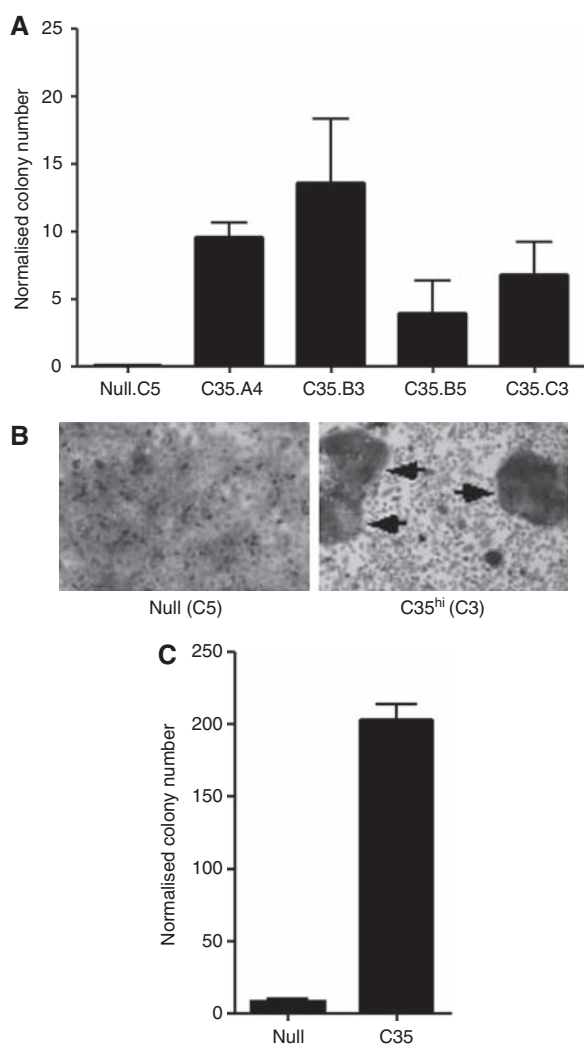 A
Normalised colony number
25
20
15
10
5
0
Null.C5 C35.A4 C35.B3 C35.B5 C35.C3
B
Null (C5) C35hi (C3)
C
Normalised colony number
250
200
150
100
50
0
Null C35